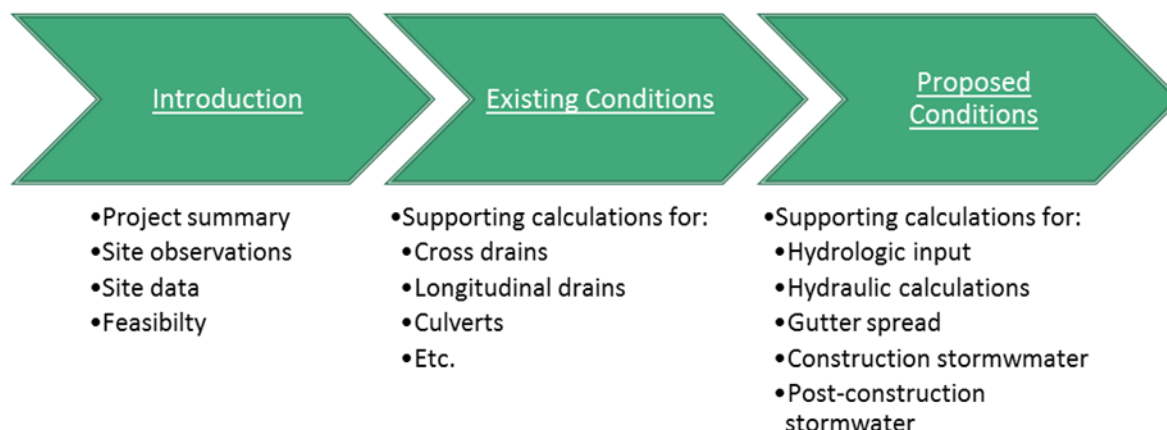 Introduction
•Project summary
•Site observations
•Site data
•Feasibilty
Existing Conditions
•Supporting calculations for:
•Cross drains
•Longitudinal drains
•Culverts
•Etc.
Proposed
Conditions
•Supporting calculations for:
•Hydrologic input
•Hydraulic calculations
•Gutter spread
•Construction stormwmater
•Post-construction
stormwater